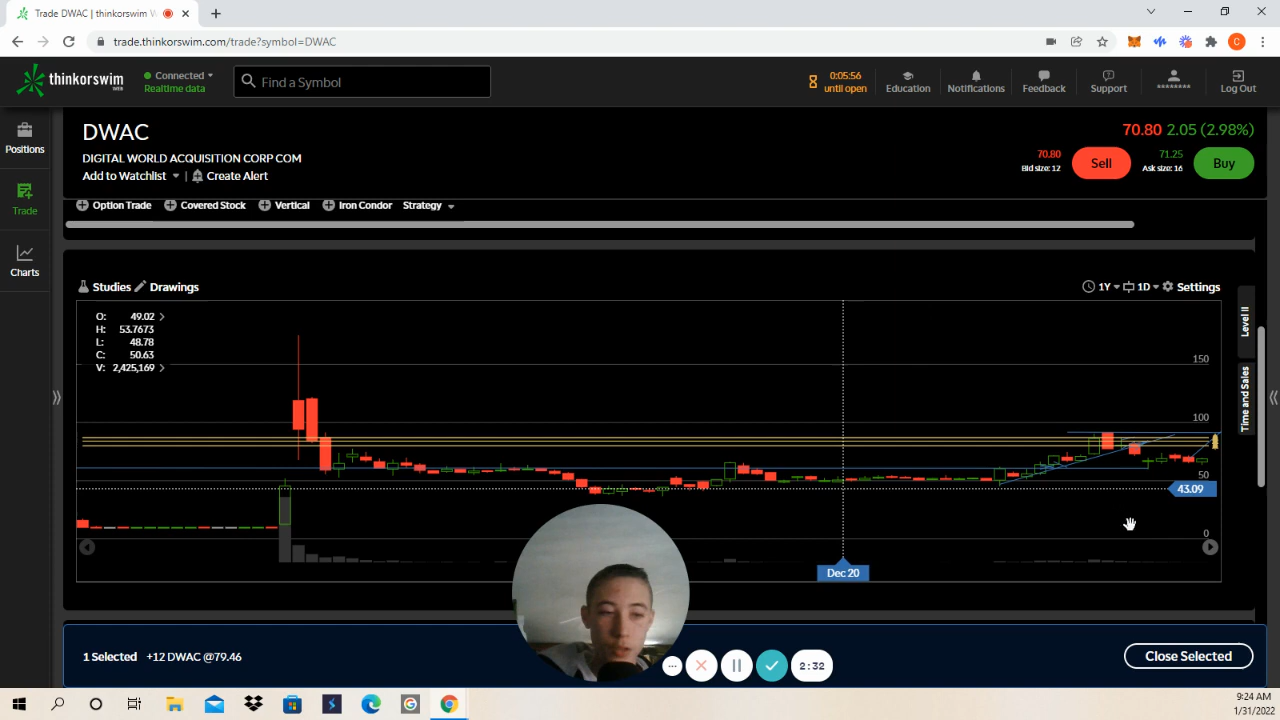 Trade DWAC | thinkorswim W
trade.thinkorswim.com/trade?symbol=DWAC
thinkorswim WEB
Connected
Realtime data
Find a Symbol
0:05:56
until open
Education
Notifications
Feedback
Support
********
Log Out
Positions
Trade
Charts
DWAC
70.80 2.05 (2.98%)
DIGITAL WORLD ACQUISITION CORP COM
70.80
Bid size: 12
Sell
71.25
Ask size: 16
Buy
Add to Watchlist | Create Alert
Option Trade Covered Stock Vertical Iron Condor Strategy
Studies Drawings
1Y 1D Settings
O: 49.02
H: 53.7673
L: 48.78
C: 50.63
V: 2,425,169
150
100
50
43.09
0
Dec 20
Level II
Time and Sales
1 Selected +12 DWAC @79.46
Close Selected
2:32
9:24 AM
1/31/2022